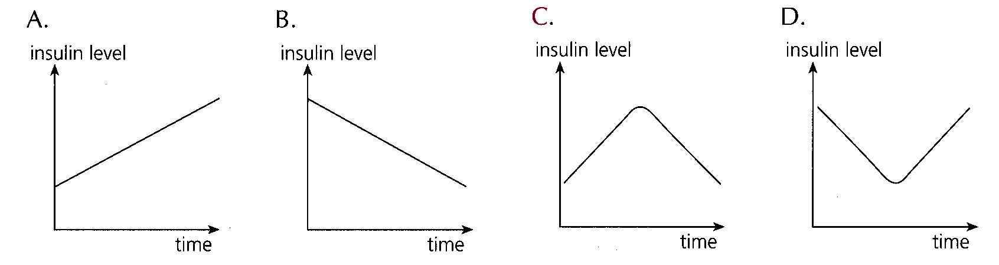 A.
insulin level
time
B.
insulin level
time
C.
insulin level
time
D.
insulin level
time